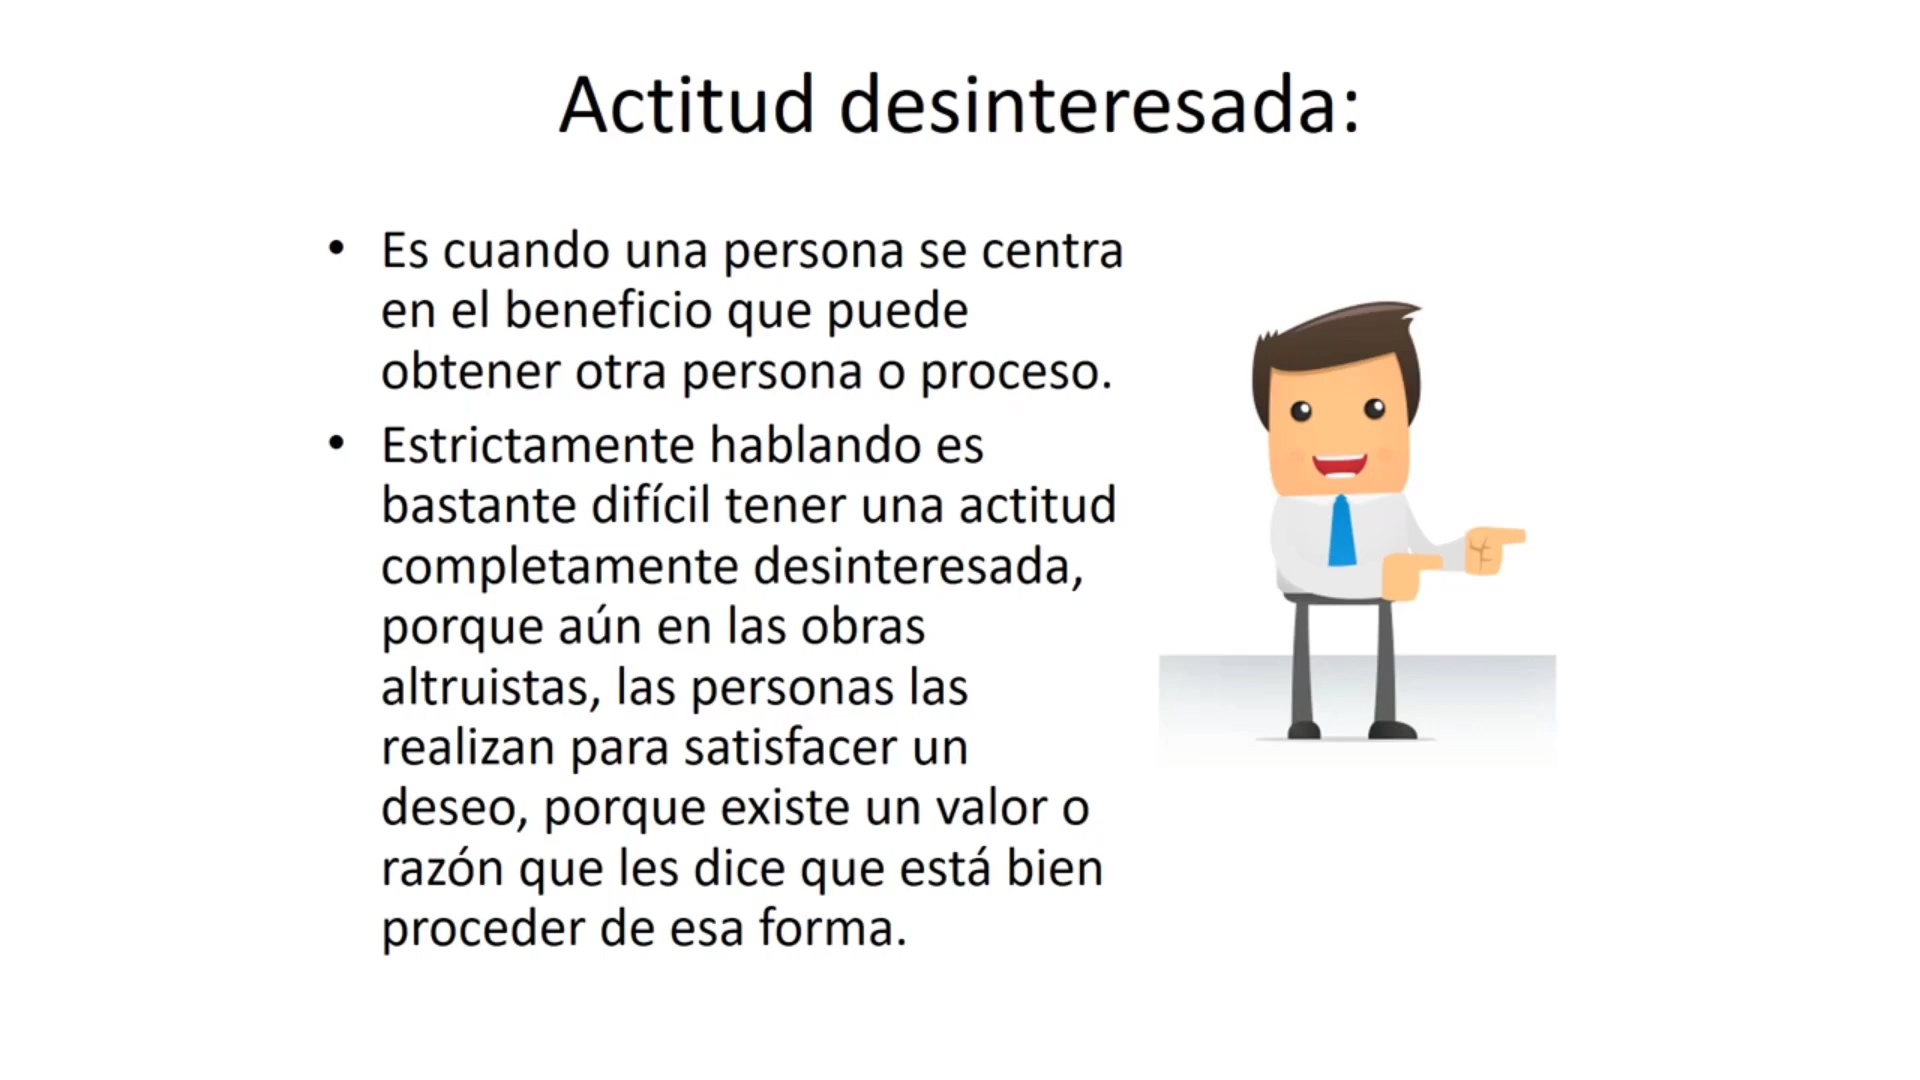 Actitud desinteresada:
• Es cuando una persona se centra
en el beneficio que puede
obtener otra persona o proceso.
• Estrictamente hablando es
bastante difícil tener una actitud
completamente desinteresada,
porque aún en las obras
altruistas, las personas las
realizan para satisfacer un
deseo, porque existe un valor o
razón que les dice que está bien
proceder de esa forma.